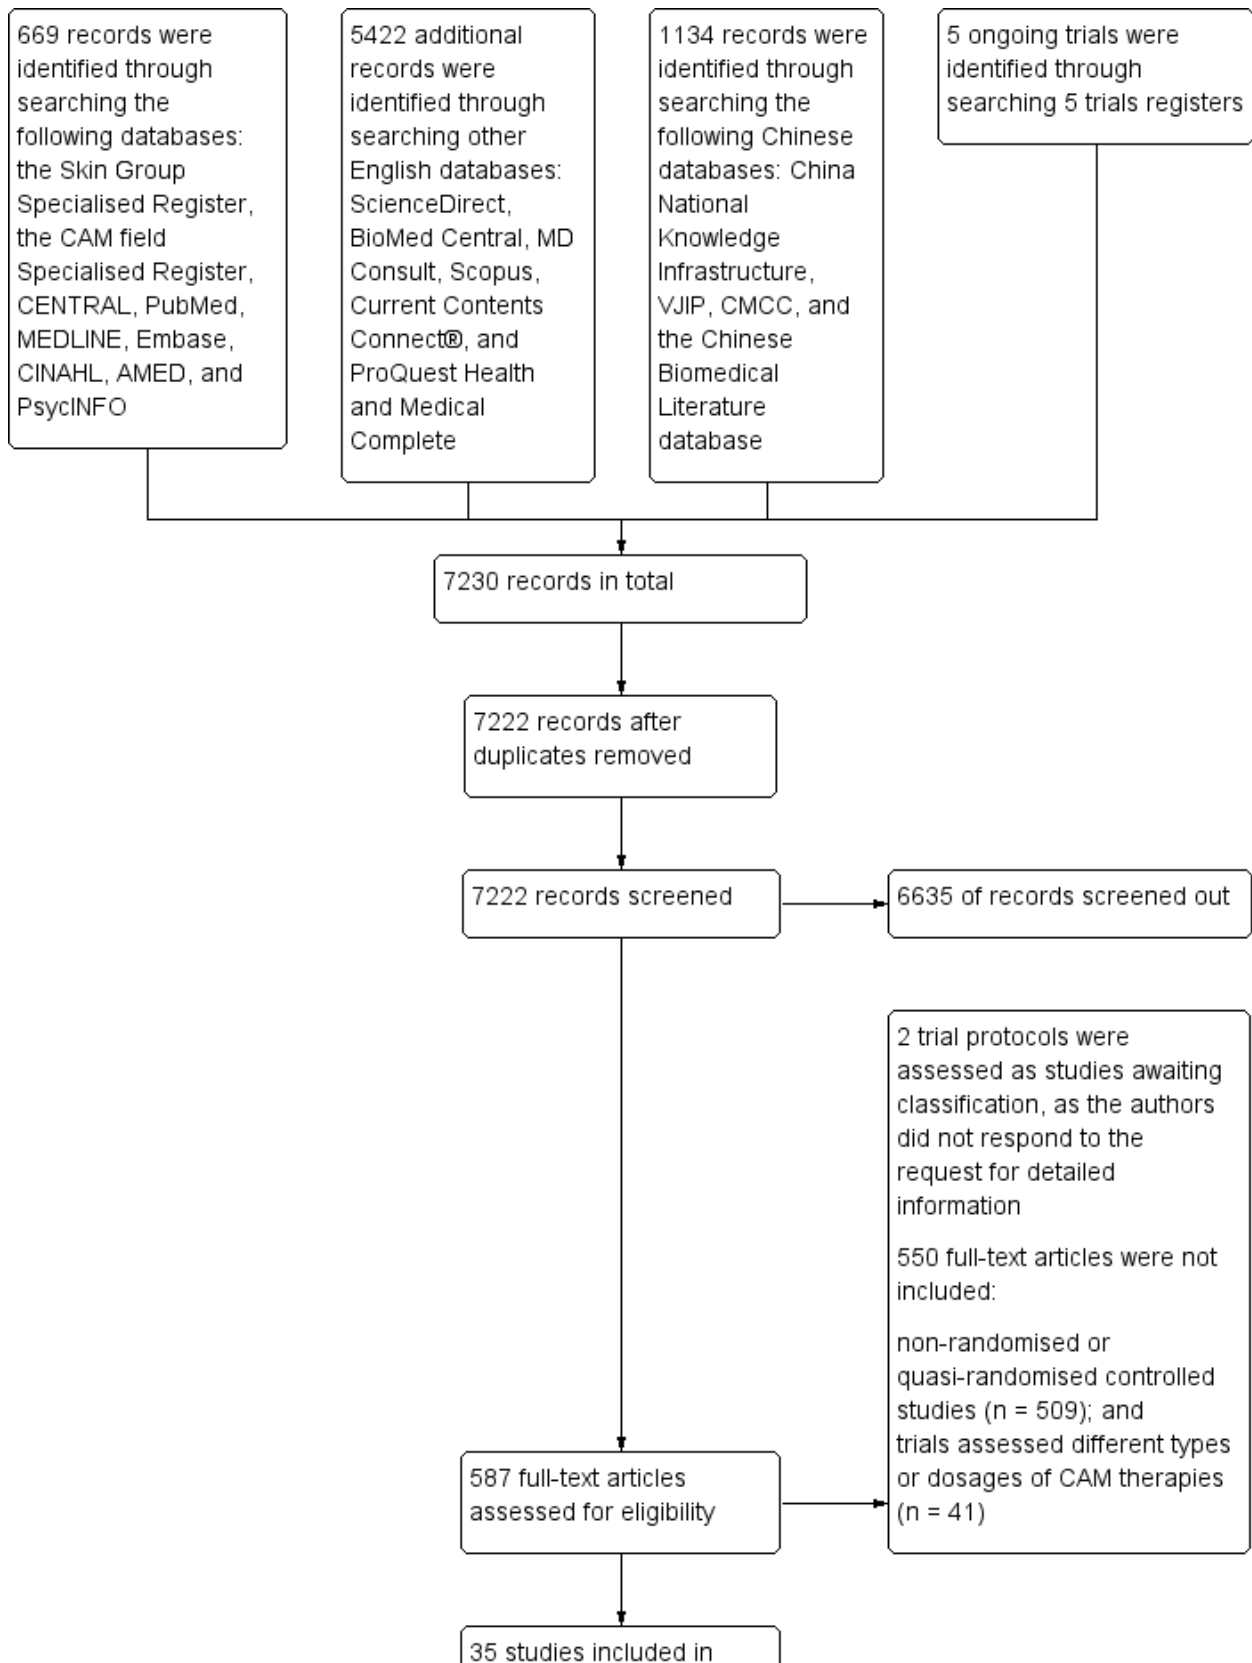 669 records were
identified through
searching the
following databases:
the Skin Group
Specialised Register,
the CAM field
Specialised Register,
CENTRAL, PubMed,
MEDLINE, Embase,
CINAHL, AMED, and
PsycINFO
5422 additional
records were
identified through
searching other
English databases:
ScienceDirect,
BioMed Central, MD
Consult, Scopus,
Current Contents
Connect®, and
ProQuest Health
and Medical
Complete
1134 records were
identified through
searching the
following Chinese
databases: China
National
Knowledge
Infrastructure,
VJIP, CMCC, and
the Chinese
Biomedical
Literature
database
5 ongoing trials were
identified through
searching 5 trials registers
7230 records in total
7222 records after
duplicates removed
7222 records screened
6635 of records screened out
2 trial protocols were
assessed as studies awaiting
classification, as the authors
did not respond to the
request for detailed
information
550 full-text articles were not
included:
non-randomised or
quasi-randomised controlled
studies (n = 509); and
trials assessed different types
or dosages of CAM therapies
(n = 41)
587 full-text articles
assessed for eligibility
35 studies included in